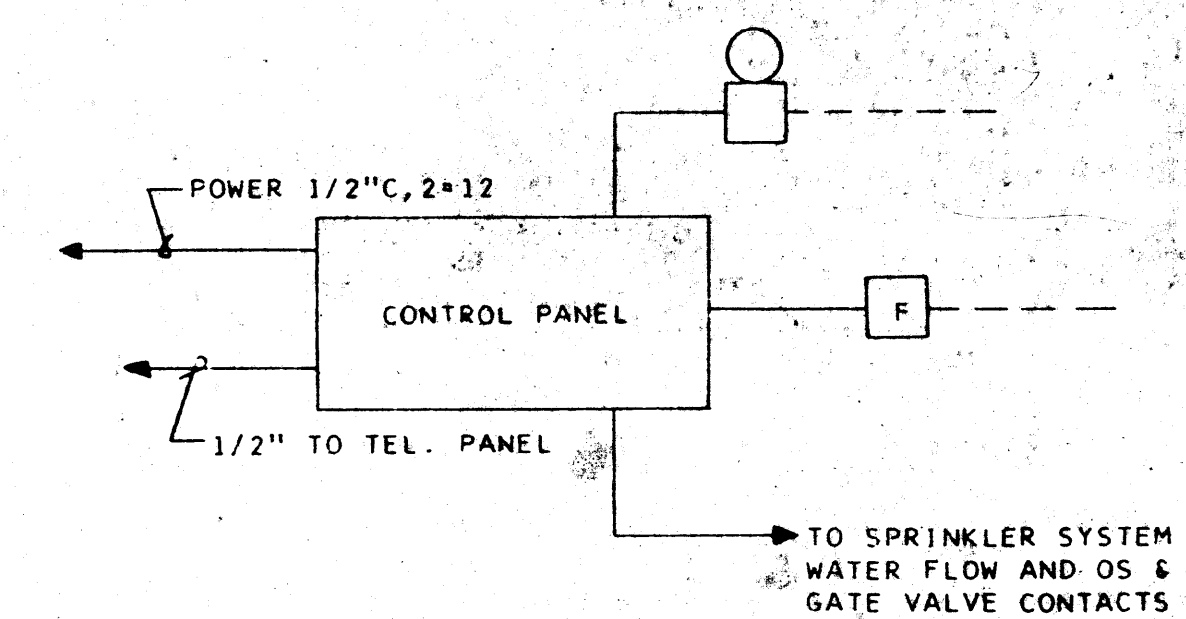 POWER 1/2"C, 2#12
CONTROL PANEL
F
1/2" TO TEL. PANEL
TO SPRINKLER SYSTEM
WATER FLOW AND OS &
GATE VALVE CONTACTS